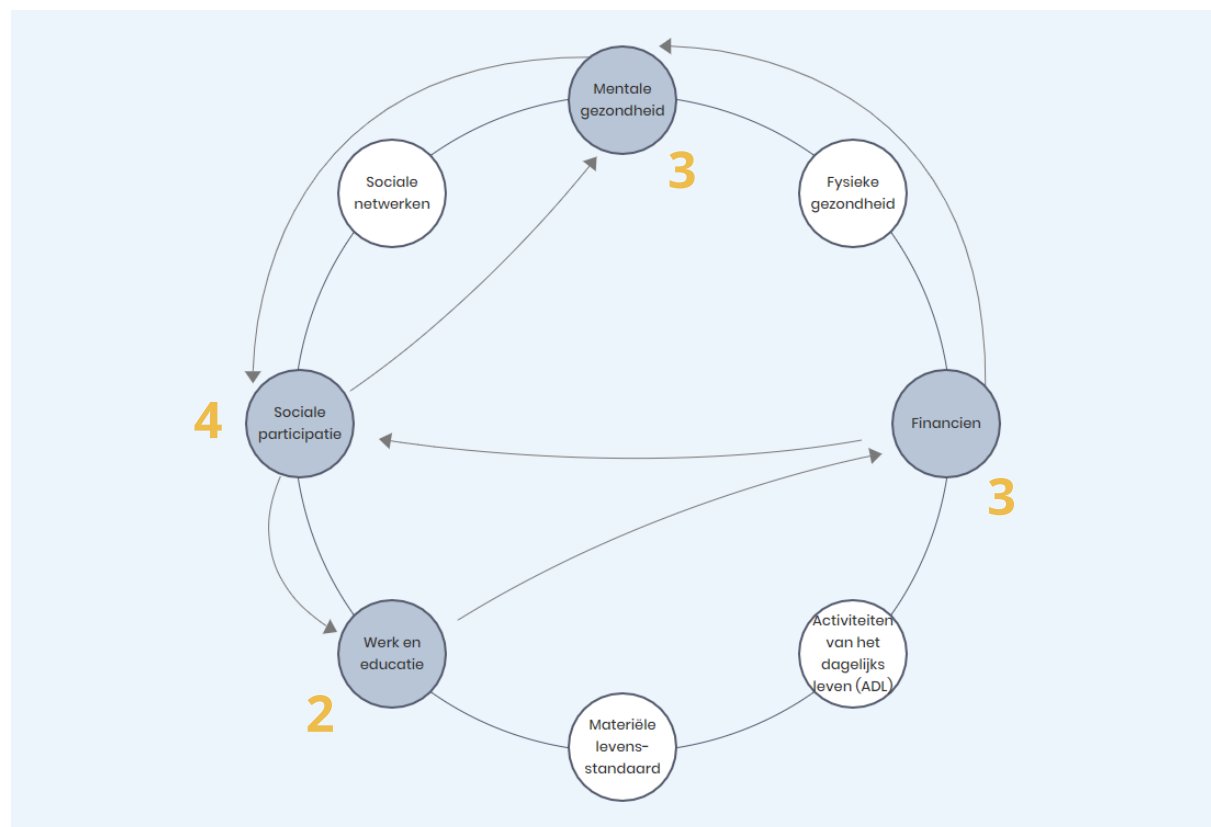 Mentale
gezondheid
3
Sociale
netwerken
Fysieke
gezondheid
4
Sociale
participatie
Financien
3
Werk en
educatie
2
Activiteiten
van het
dagelijks
leven (ADL)
Materiële
levens-
standaard